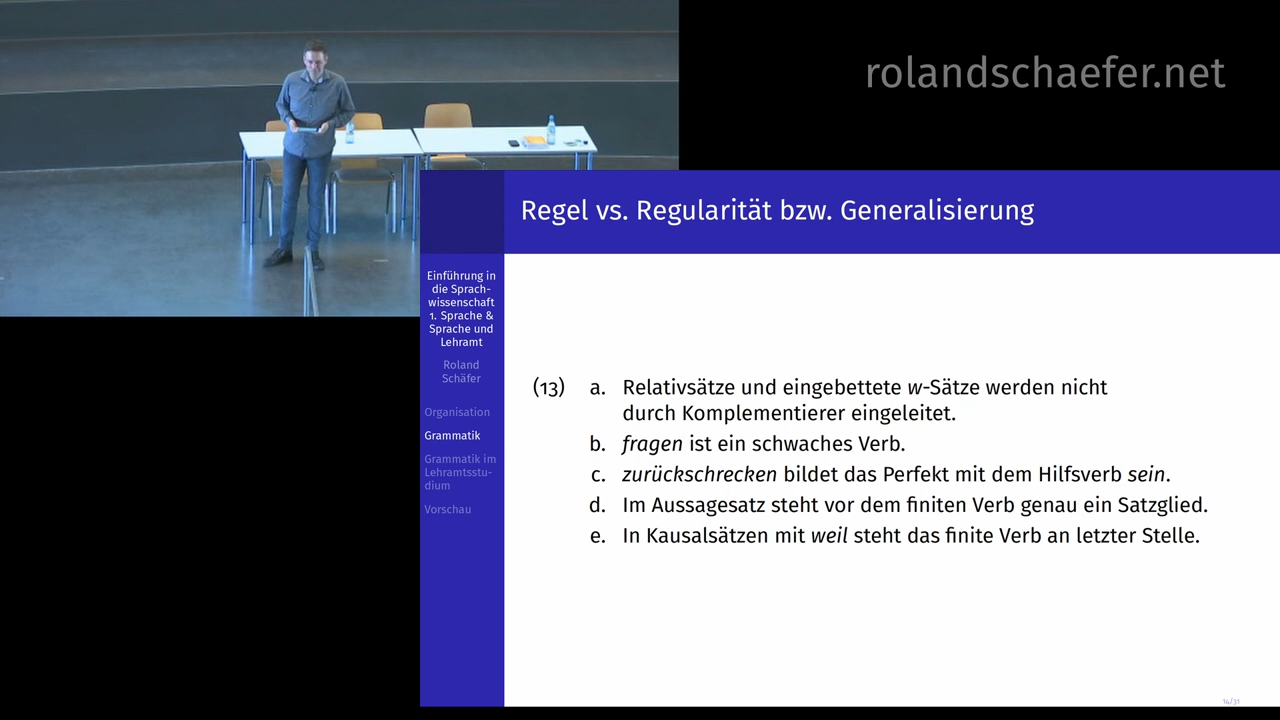 rolandschaefer.net
Regel vs. Regularität bzw. Generalisierung
Einführung in
die Sprach-
wissenschaft
1. Sprache &
Sprache und
Lehramt
Roland
Schäfer
Organisation
Grammatik
Grammatik im
Lehramtsstu-
dium
Vorschau
(13) a. Relativsätze und eingebettete w-Sätze werden nicht
durch Komplementierer eingeleitet.
b. fragen ist ein schwaches Verb.
c. zurückschrecken bildet das Perfekt mit dem Hilfsverb sein.
d. Im Aussagesatz steht vor dem finiten Verb genau ein Satzglied.
e. In Kausalsätzen mit weil steht das finite Verb an letzter Stelle.
14/31